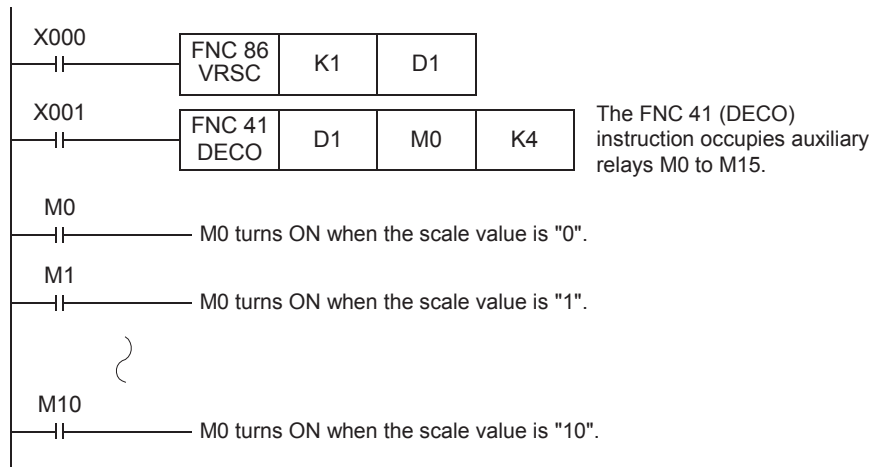 X000
FNC 86
VRSC
K1
D1
X001
FNC 41
DECO
D1
M0
K4
The FNC 41 (DECO)
instruction occupies auxiliary
relays M0 to M15.
M0
M0 turns ON when the scale value is "0".
M1
M0 turns ON when the scale value is "1".
M10
M0 turns ON when the scale value is "10".